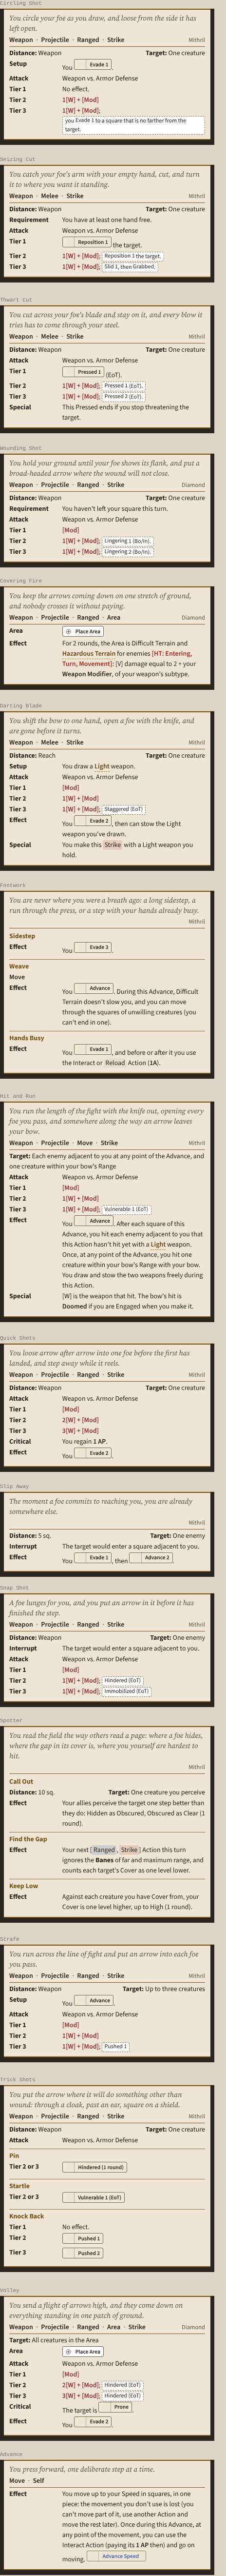 Circling Shot
You circle your foe as you draw, and loose from the side it has
left open.
Weapon · Projectile · Ranged · Strike Mithril
Distance: Weapon Target: One creature
Setup You Evade 1 .
Attack Weapon vs. Armor Defense
Tier 1 No effect.
Tier 2 1[W] + [Mod]
Tier 3 1[W] + [Mod];
you Evade 1 to a square that is no farther from the
target.
Seizing Cut
You catch your foe's arm with your empty hand, cut, and turn
it to where you want it standing.
Weapon · Melee · Strike Mithril
Distance: Weapon Target: One creature
Requirement You have at least one hand free.
Attack Weapon vs. Armor Defense
Tier 1 Reposition 1 the target.
Tier 2 1[W] + [Mod]; Reposition 1 the target.
Tier 3 1[W] + [Mod]; Slid 1, then Grabbed.
Thwart Cut
You cut across your foe's blade and stay on it, and every blow it
tries has to come through your steel.
Weapon · Melee · Strike Mithril
Distance: Weapon Target: One creature
Attack Weapon vs. Armor Defense
Tier 1 Pressed 1 (EoT).
Tier 2 1[W] + [Mod]; Pressed 1 (EoT).
Tier 3 1[W] + [Mod]; Pressed 2 (EoT).
Special This Pressed ends if you stop threatening the
target.
Wounding Shot
You hold your ground until your foe shows its flank, and put a
broad-headed arrow where the wound will not close.
Weapon · Projectile · Ranged · Strike Diamond
Distance: Weapon Target: One creature
Requirement You haven't left your square this turn.
Attack Weapon vs. Armor Defense
Tier 1 [Mod]
Tier 2 1[W] + [Mod]; Lingering 1 (Bo/In).
Tier 3 1[W] + [Mod]; Lingering 2 (Bo/In).
Covering Fire
You keep the arrows coming down on one stretch of ground,
and nobody crosses it without paying.
Weapon · Projectile · Ranged · Area Diamond
Area Place Area
Effect For 2 rounds, the Area is Difficult Terrain and
Hazardous Terrain for enemies [HT: Entering,
Turn, Movement]: [V] damage equal to 2 + your
Weapon Modifier, of your weapon's subtype.
Darting Blade
You shift the bow to one hand, open a foe with the knife, and
are gone before it turns.
Weapon · Melee · Strike Mithril
Distance: Reach Target: One creature
Setup You draw a Light weapon.
Attack Weapon vs. Armor Defense
Tier 1 [Mod]
Tier 2 1[W] + [Mod]
Tier 3 1[W] + [Mod]; Staggered (EoT)
Effect You Evade 2 , then can stow the Light
weapon you've drawn.
Special You make this Strike with a Light weapon you
hold.
Footwork
You are never where you were a breath ago: a long sidestep, a
run through the press, or a step with your hands already busy.
Mithril
Sidestep
Effect You Evade 3 .
Weave
Move
Effect You Advance . During this Advance, Difficult
Terrain doesn't slow you, and you can move
through the squares of unwilling creatures (you
can't end in one).
Hands Busy
Effect You Evade 1 , and before or after it you use
the Interact or Reload Action (1A).
Hit and Run
You run the length of the fight with the knife out, opening every
foe you pass, and somewhere along the way an arrow leaves
your bow.
Weapon · Projectile · Move · Strike Mithril
Target: Each enemy adjacent to you at any point of the Advance, and
one creature within your bow's Range
Attack Weapon vs. Armor Defense
Tier 1 [Mod]
Tier 2 1[W] + [Mod]
Tier 3 1[W] + [Mod]; Vulnerable 1 (EoT)
Effect You Advance . After each square of this
Advance, you hit each enemy adjacent to you that
this Action hasn't hit yet with a Light weapon.
Once, at any point of the Advance, you hit one
creature within your bow's Range with your bow.
You draw and stow the two weapons freely during
this Action.
Special [W] is the weapon that hit. The bow's hit is
Doomed if you are Engaged when you make it.
Quick Shots
You loose arrow after arrow into one foe before the first has
landed, and step away while it reels.
Weapon · Projectile · Ranged · Strike Mithril
Distance: Weapon Target: One creature
Attack Weapon vs. Armor Defense
Tier 1 [Mod]
Tier 2 2[W] + [Mod]
Tier 3 3[W] + [Mod]
Critical You regain 1 AP.
Effect You Evade 2 .
Slip Away
The moment a foe commits to reaching you, you are already
somewhere else.
Mithril
Distance: 5 sq. Target: One enemy
Interrupt The target would enter a square adjacent to you.
Effect You Evade 1 , then Advance 2 .
Snap Shot
A foe lunges for you, and you put an arrow in it before it has
finished the step.
Weapon · Projectile · Ranged · Strike Mithril
Distance: Weapon Target: One enemy
Interrupt The target would enter a square adjacent to you.
Attack Weapon vs. Armor Defense
Tier 1 [Mod]
Tier 2 1[W] + [Mod]; Hindered (EoT)
Tier 3 1[W] + [Mod]; Immobilized (EoT)
Spotter
You read the field the way others read a page: where a foe hides,
where the gap in its cover is, where you yourself are hardest to
hit.
Mithril
Call Out
Distance: 10 sq. Target: One creature you perceive
Effect Your allies perceive the target one step better than
they do: Hidden as Obscured, Obscured as Clear (1
round).
Find the Gap
Effect Your next [ Ranged , Strike ] Action this turn
ignores the Banes of far and maximum range, and
counts each target's Cover as one level lower.
Keep Low
Effect Against each creature you have Cover from, your
Cover is one level higher, up to High (1 round).
Strafe
You run across the line of fight and put an arrow into each foe
you pass.
Weapon · Projectile · Ranged · Strike Mithril
Distance: Weapon Target: Up to three creatures
Setup You Advance .
Attack Weapon vs. Armor Defense
Tier 1 [Mod]
Tier 2 1[W] + [Mod]
Tier 3 1[W] + [Mod]; Pushed 1
Trick Shots
You put the arrow where it will do something other than
wound: through a cloak, past an ear, square on a shield.
Weapon · Projectile · Ranged · Strike Mithril
Distance: Weapon Target: One creature
Attack Weapon vs. Armor Defense
Pin
Tier 2 or 3 Hindered (1 round)
Startle
Tier 2 or 3 Vulnerable 1 (EoT)
Knock Back
Tier 1 No effect.
Tier 2 Pushed 1
Tier 3 Pushed 2
Volley
You send a flight of arrows high, and they come down on
everything standing in one patch of ground.
Weapon · Projectile · Ranged · Area · Strike Diamond
Target: All creatures in the Area
Area Place Area
Attack Weapon vs. Armor Defense
Tier 1 [Mod]
Tier 2 2[W] + [Mod]; Hindered (EoT)
Tier 3 3[W] + [Mod]; Hindered (EoT)
Critical The target is Prone .
Effect You Evade 2 .
Advance
You press forward, one deliberate step at a time.
Move · Self
Effect You move up to your Speed in squares, in one
piece: the movement you don't use is lost (you
can't move part of it, use another Action and
move the rest later). Once during this Advance, at
any point of the movement, you can use the
Interact Action (paying its 1 AP then) and go on
moving. Advance Speed